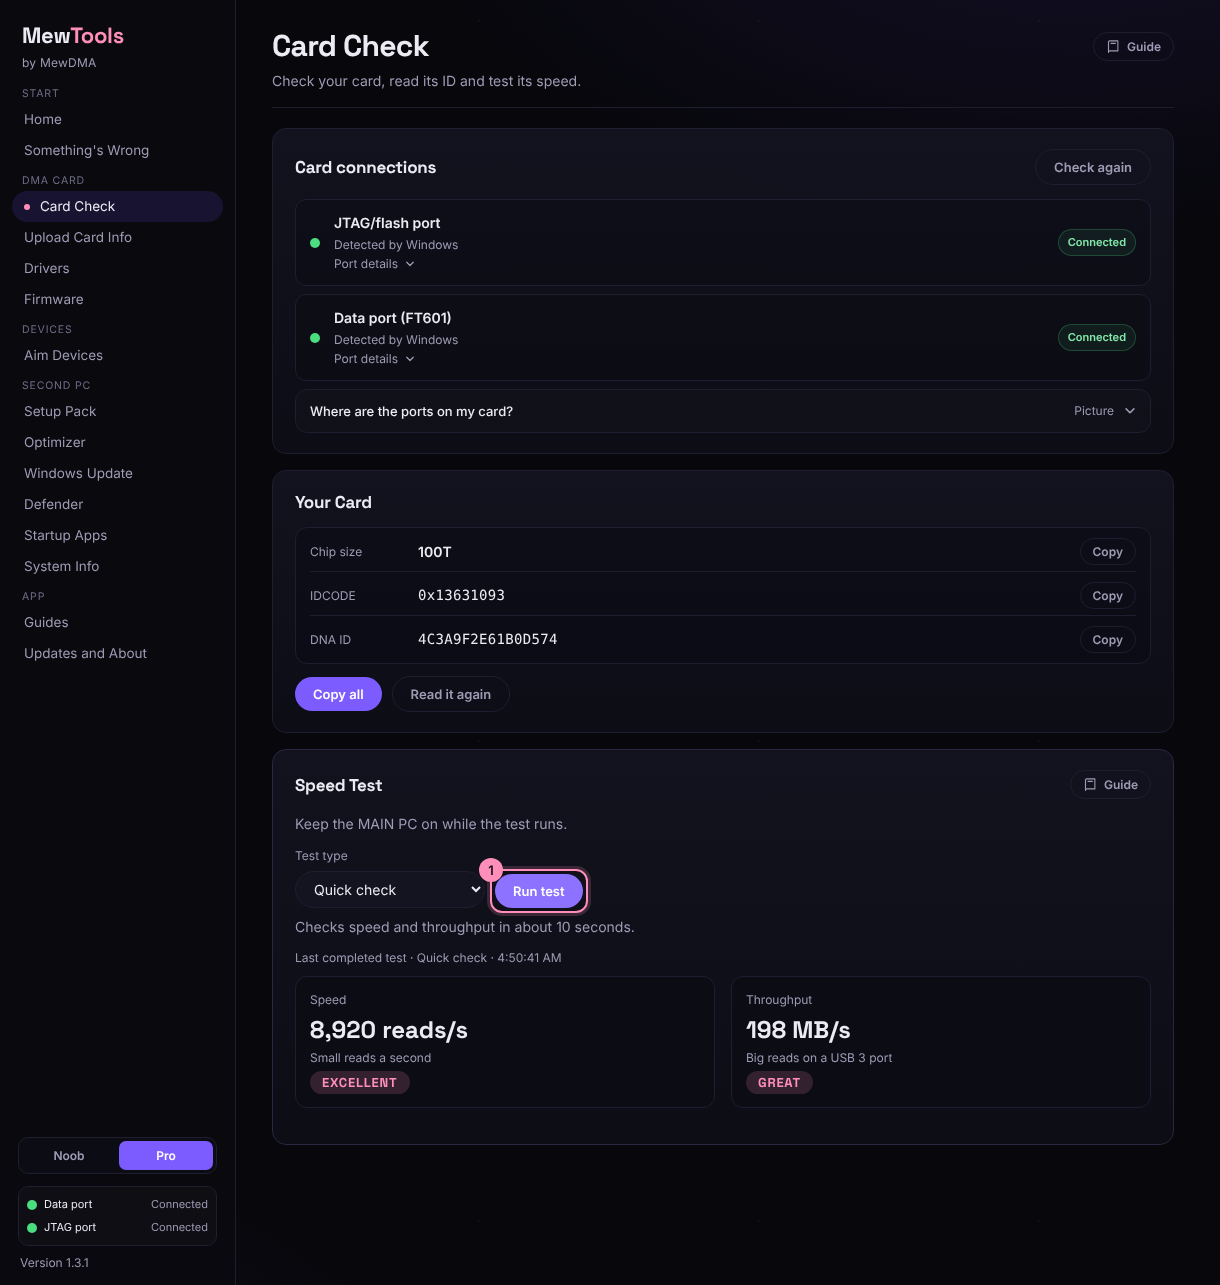 MewTools
by MewDMA
START
Home
Something's Wrong
DMA CARD
Card Check
Upload Card Info
Drivers
Firmware
DEVICES
Aim Devices
SECOND PC
Setup Pack
Optimizer
Windows Update
Defender
Startup Apps
System Info
APP
Guides
Updates and About
Noob Pro
Data port Connected
JTAG port Connected
Version 1.3.1
Card Check
Guide
Check your card, read its ID and test its speed.
Card connections
Check again
JTAG/flash port
Detected by Windows
Port details
Connected
Data port (FT601)
Detected by Windows
Port details
Connected
Where are the ports on my card? Picture
Your Card
Chip size 100T Copy
IDCODE 0x13631093 Copy
DNA ID 4C3A9F2E61B0D574 Copy
Copy all Read it again
Speed Test
Guide
Keep the MAIN PC on while the test runs.
Test type
1
Quick check Run test
Checks speed and throughput in about 10 seconds.
Last completed test · Quick check · 4:50:41 AM
Speed
8,920 reads/s
Small reads a second
EXCELLENT
Throughput
198 MB/s
Big reads on a USB 3 port
GREAT